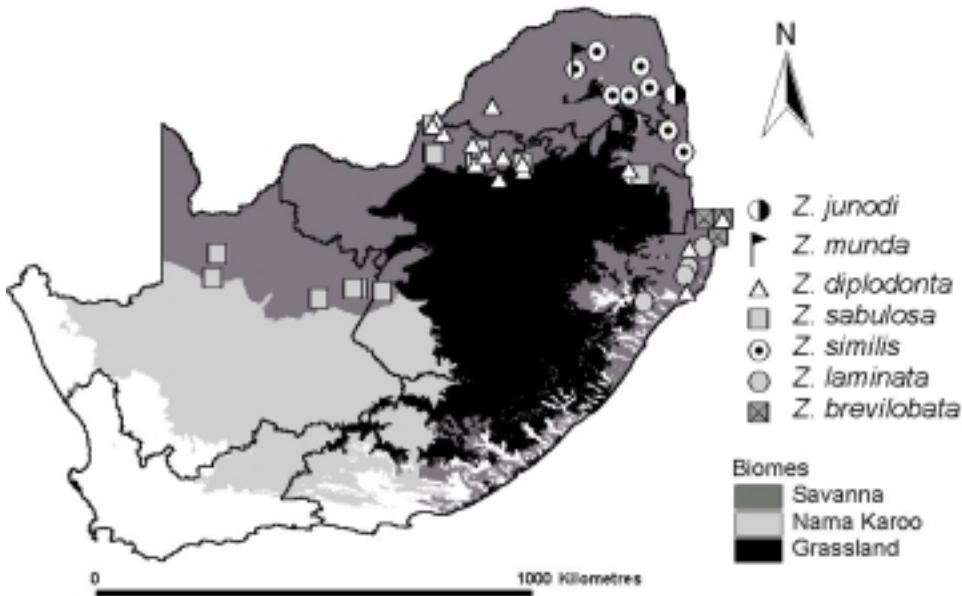 N
Z. junodi
Z. munda
Z. diplodonta
Z. sabulosa
Z. similis
Z. laminata
Z. brevilobata
Biomes
Savanna
Nama Karoo
Grassland
0 1000 Kilometres